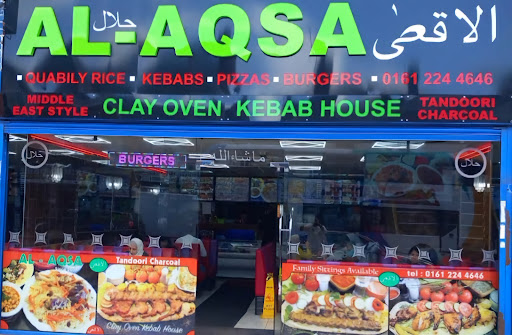 AL-AQSA
حلال
الاقصٰى
▪ QUABILY RICE ▪ KEBABS ▪ PIZZAS ▪ BURGERS ▪ 0161 224 4646
MIDDLE EAST STYLE
CLAY OVEN KEBAB HOUSE
TANDOORI CHARCOAL
حلال
BURGERS
ماشاءالله
حلال
AL - AQSA
Tandoori Charcoal
Clay Oven Kebab House
Family Sizzlings Available
tel : 0161 224 4646